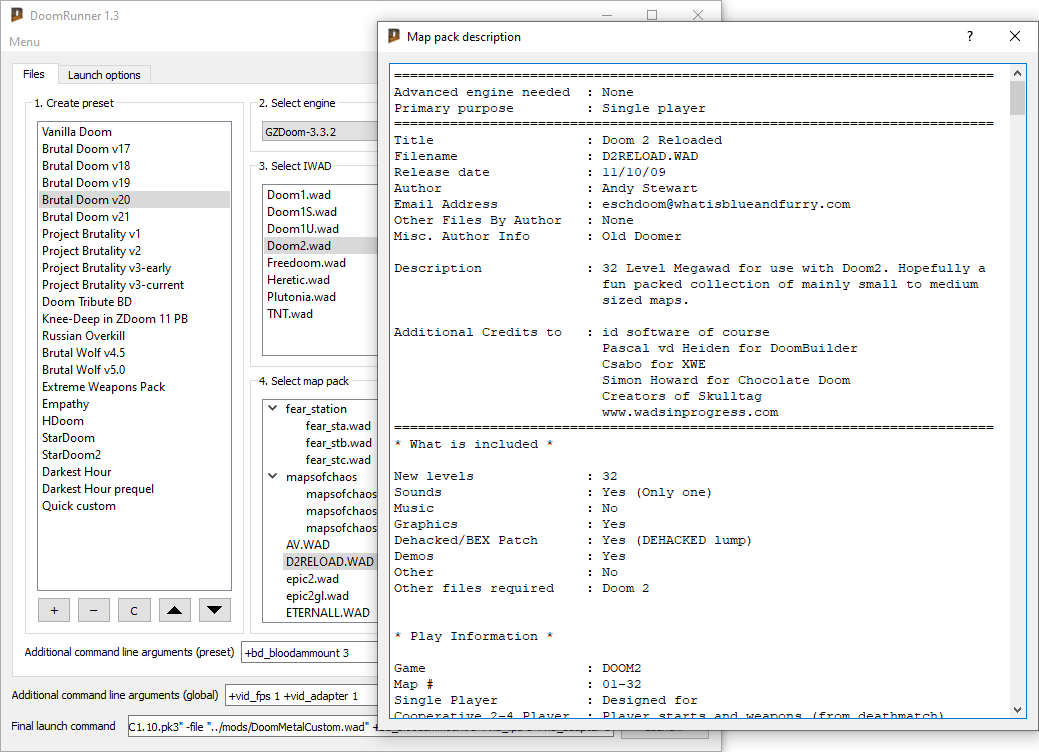 DoomRunner 1.3
Menu
Files
Launch options
1. Create preset
Vanilla Doom
Brutal Doom v17
Brutal Doom v18
Brutal Doom v19
Brutal Doom v20
Brutal Doom v21
Project Brutality v1
Project Brutality v2
Project Brutality v3-early
Project Brutality v3-current
Doom Tribute BD
Knee-Deep in ZDoom 11 PB
Russian Overkill
Brutal Wolf v4.5
Brutal Wolf v5.0
Extreme Weapons Pack
Empathy
HDoom
StarDoom
StarDoom2
Darkest Hour
Darkest Hour prequel
Quick custom
+
−
C
2. Select engine
GZDoom-3.3.2
3. Select IWAD
Doom1.wad
Doom1S.wad
Doom1U.wad
Doom2.wad
Freedoom.wad
Heretic.wad
Plutonia.wad
TNT.wad
4. Select map pack
fear_station
fear_sta.wad
fear_stb.wad
fear_stc.wad
mapsofchaos
mapsofchaos
mapsofchaos
mapsofchaos
AV.WAD
D2RELOAD.WAD
epic2.wad
epic2gl.wad
ETERNALL.WAD
Additional command line arguments (preset)
+bd_bloodammount 3
Additional command line arguments (global)
+vid_fps 1 +vid_adapter 1
Final launch command
C1.10.pk3" -file "../mods/DoomMetalCustom.wad"
Map pack description
?
===========================================================================
Advanced engine needed  : None
Primary purpose         : Single player
===========================================================================
Title                   : Doom 2 Reloaded
Filename                : D2RELOAD.WAD
Release date            : 11/10/09
Author                  : Andy Stewart
Email Address           : eschdoom@whatisblueandfurry.com
Other Files By Author   : None
Misc. Author Info       : Old Doomer
Description             : 32 Level Megawad for use with Doom2. Hopefully a
fun packed collection of mainly small to medium
sized maps.
Additional Credits to   : id software of course
Pascal vd Heiden for DoomBuilder
Csabo for XWE
Simon Howard for Chocolate Doom
Creators of Skulltag
www.wadsinprogress.com
===========================================================================
* What is included *
New levels              : 32
Sounds                  : Yes (Only one)
Music                   : No
Graphics                : Yes
Dehacked/BEX Patch      : Yes (DEHACKED lump)
Demos                   : Yes
Other                   : No
Other files required    : Doom 2
* Play Information *
Game                    : DOOM2
Map #                   : 01-32
Single Player           : Designed for
Cooperative 2-4 Player  : Player starts and weapons (from deathmatch)